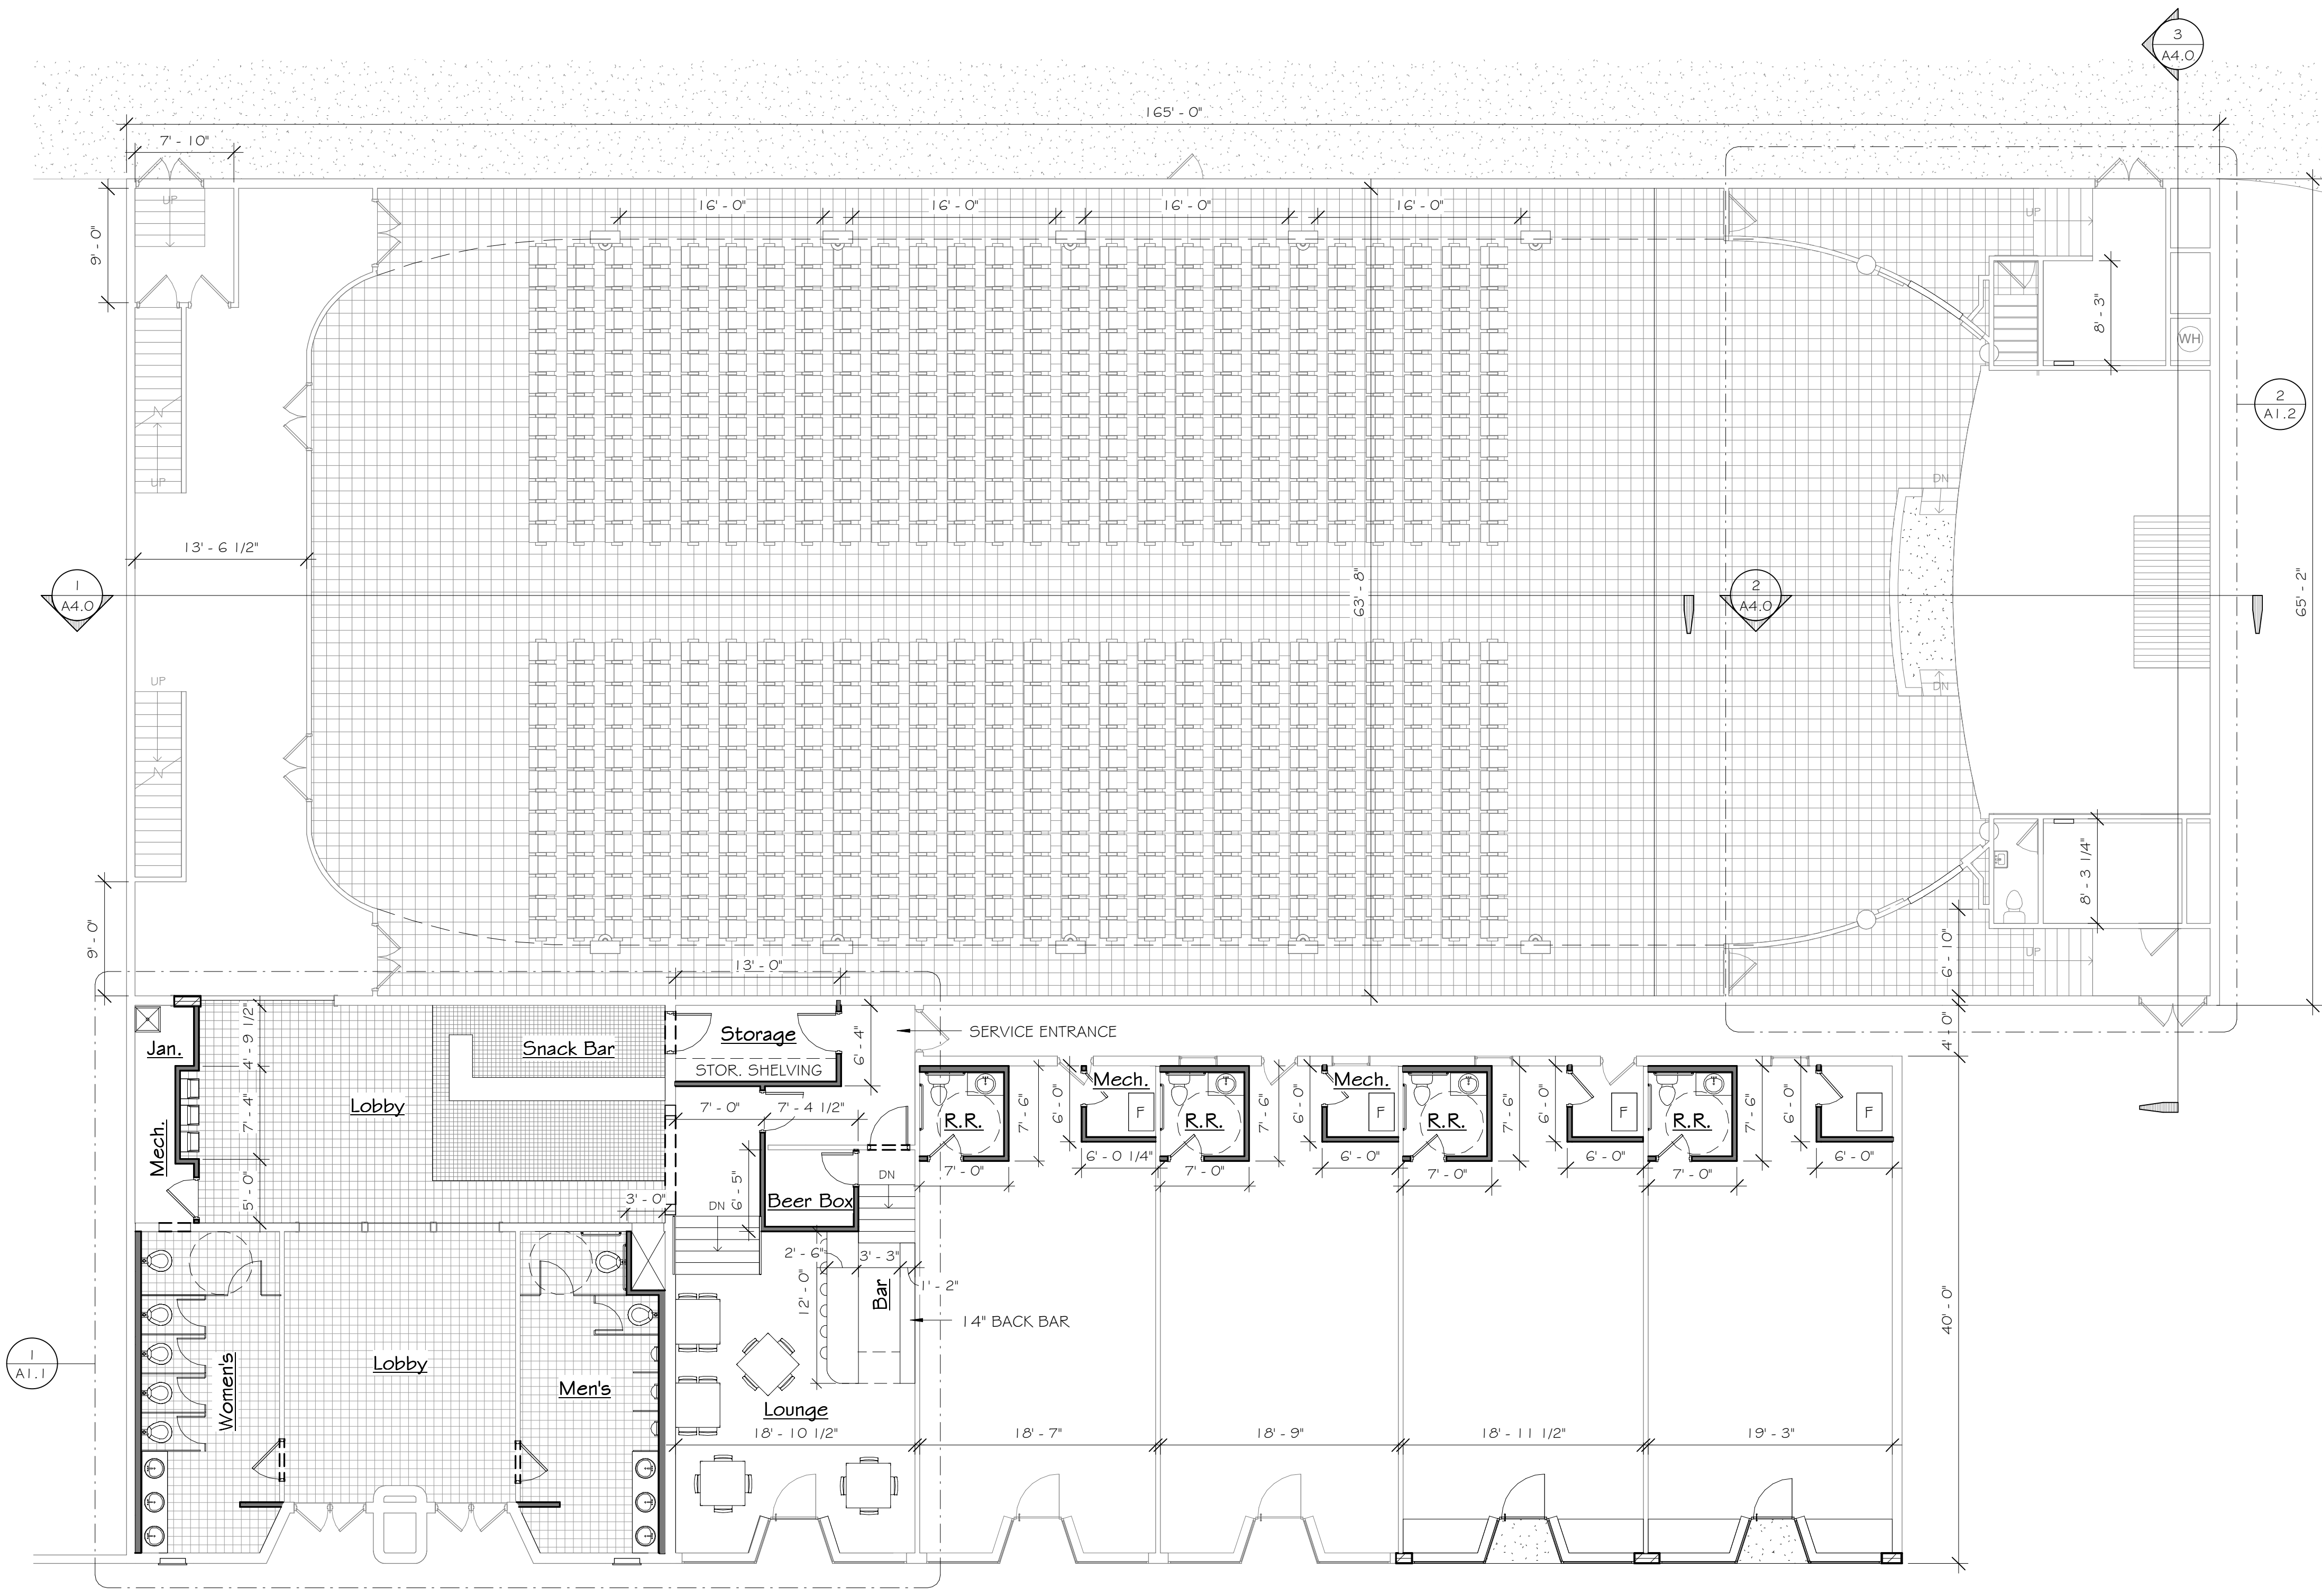 3
A4.0
165' - 0"
7' - 10"
UP
9' - 0"
16' - 0"
16' - 0"
16' - 0"
16' - 0"
UP
8' - 3"
WH
2
A1.2
UP
DN
13' - 6 1/2"
1
A4.0
63' - 8"
2
A4.0
65' - 2"
UP
DN
8' - 3 1/4"
9' - 0"
6' - 10"
UP
13' - 0"
4' - 9 1/2"
Jan.
Snack Bar
Storage
6' - 4"
SERVICE ENTRANCE
4' - 0"
STOR. SHELVING
Lobby
7' - 4"
Mech.
7' - 0"
7' - 4 1/2"
R.R.
7' - 6"
6' - 0"
Mech.
F
R.R.
7' - 6"
6' - 0"
Mech.
F
R.R.
7' - 6"
6' - 0"
F
R.R.
7' - 6"
6' - 0"
F
7' - 0"
6' - 0 1/4"
7' - 0"
6' - 0"
7' - 0"
6' - 0"
7' - 0"
6' - 0"
5' - 0"
3' - 0"
DN
6' - 5"
Beer Box
DN
2' - 6"
3' - 3"
1' - 2"
12' - 0"
Bar
14" BACK BAR
40' - 0"
1
A1.1
Women's
Lobby
Men's
Lounge
18' - 10 1/2"
18' - 7"
18' - 9"
18' - 11 1/2"
19' - 3"